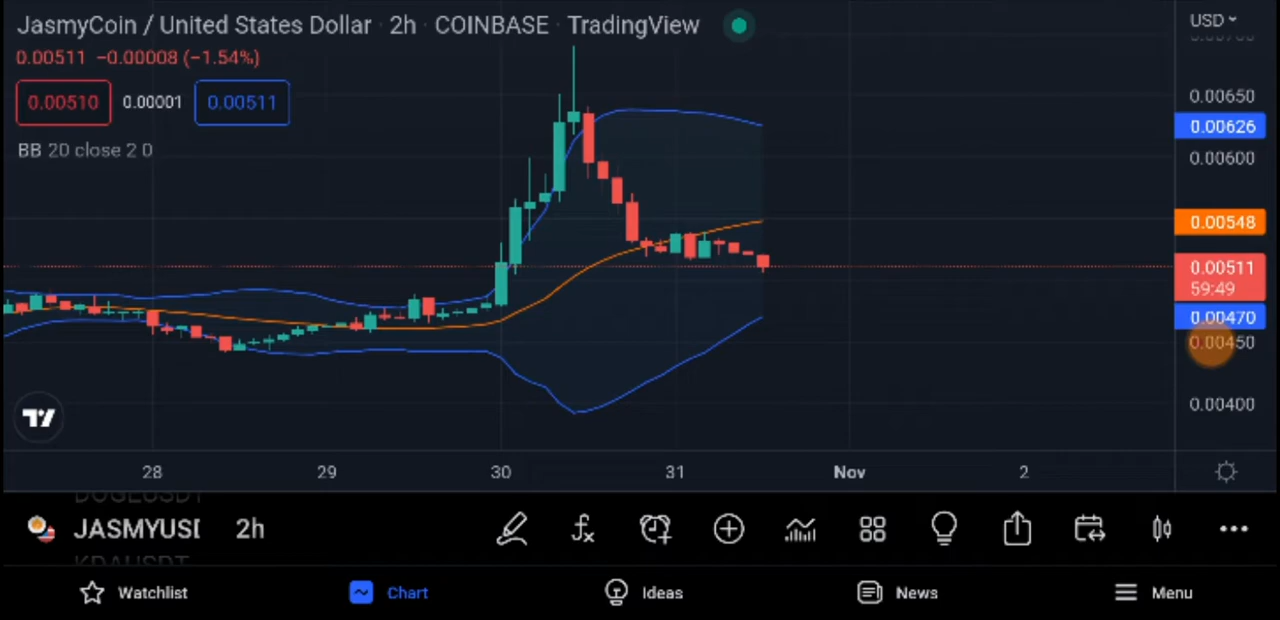 JasmyCoin / United States Dollar · 2h · COINBASE · TradingView
USD
0.00511 −0.00008 (−1.54%)
0.00510 0.00001 0.00511
BB 20 close 2 0
0.00650
0.00626
0.00600
0.00548
0.00511
59:49
0.00470
0.00450
0.00400
28 29 30 31 Nov 2
DOGEUSDT
JASMYUSD 2h
Watchlist Chart Ideas News Menu